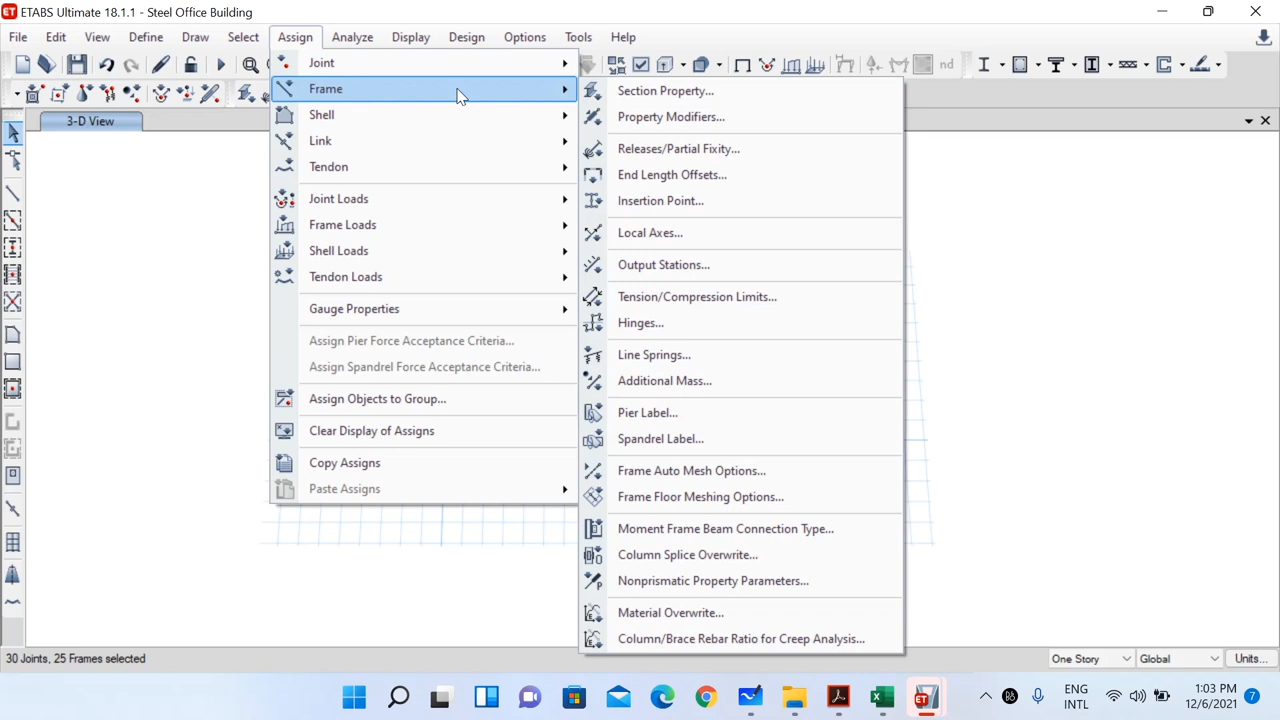 ETABS Ultimate 18.1.1 - Steel Office Building
File Edit View Define Draw Select Assign Analyze Display Design Options Tools Help
nd
3-D View
Joint
Frame
Shell
Link
Tendon
Joint Loads
Frame Loads
Shell Loads
Tendon Loads
Gauge Properties
Assign Pier Force Acceptance Criteria...
Assign Spandrel Force Acceptance Criteria...
Assign Objects to Group...
Clear Display of Assigns
Copy Assigns
Paste Assigns
Section Property...
Property Modifiers...
Releases/Partial Fixity...
End Length Offsets...
Insertion Point...
Local Axes...
Output Stations...
Tension/Compression Limits...
Hinges...
Line Springs...
Additional Mass...
Pier Label...
Spandrel Label...
Frame Auto Mesh Options...
Frame Floor Meshing Options...
Moment Frame Beam Connection Type...
Column Splice Overwrite...
Nonprismatic Property Parameters...
Material Overwrite...
Column/Brace Rebar Ratio for Creep Analysis...
30 Joints, 25 Frames selected
One Story Global Units...
ENG
INTL
1:03 PM
12/6/2021
7